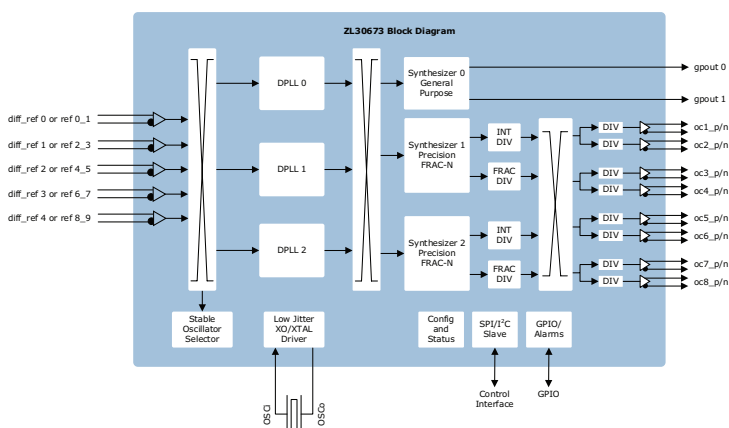 ZL30673 Block Diagram
diff_ref 0 or ref 0_1
diff_ref 1 or ref 2_3
diff_ref 2 or ref 4_5
diff_ref 3 or ref 6_7
diff_ref 4 or ref 8_9
DPLL 0
DPLL 1
DPLL 2
Synthesizer 0
General
Purpose
Synthesizer 1
Precision
FRAC-N
Synthesizer 2
Precision
FRAC-N
INT
DIV
FRAC
DIV
INT
DIV
FRAC
DIV
DIV
DIV
DIV
DIV
DIV
DIV
DIV
DIV
gpout 0
gpout 1
oc1_p/n
oc2_p/n
oc3_p/n
oc4_p/n
oc5_p/n
oc6_p/n
oc7_p/n
oc8_p/n
Stable
Oscillator
Selector
Low Jitter
XO/XTAL
Driver
Config
and
Status
SPI/I²C
Slave
GPIO/
Alarms
OSCi
OSCo
Control
Interface
GPIO